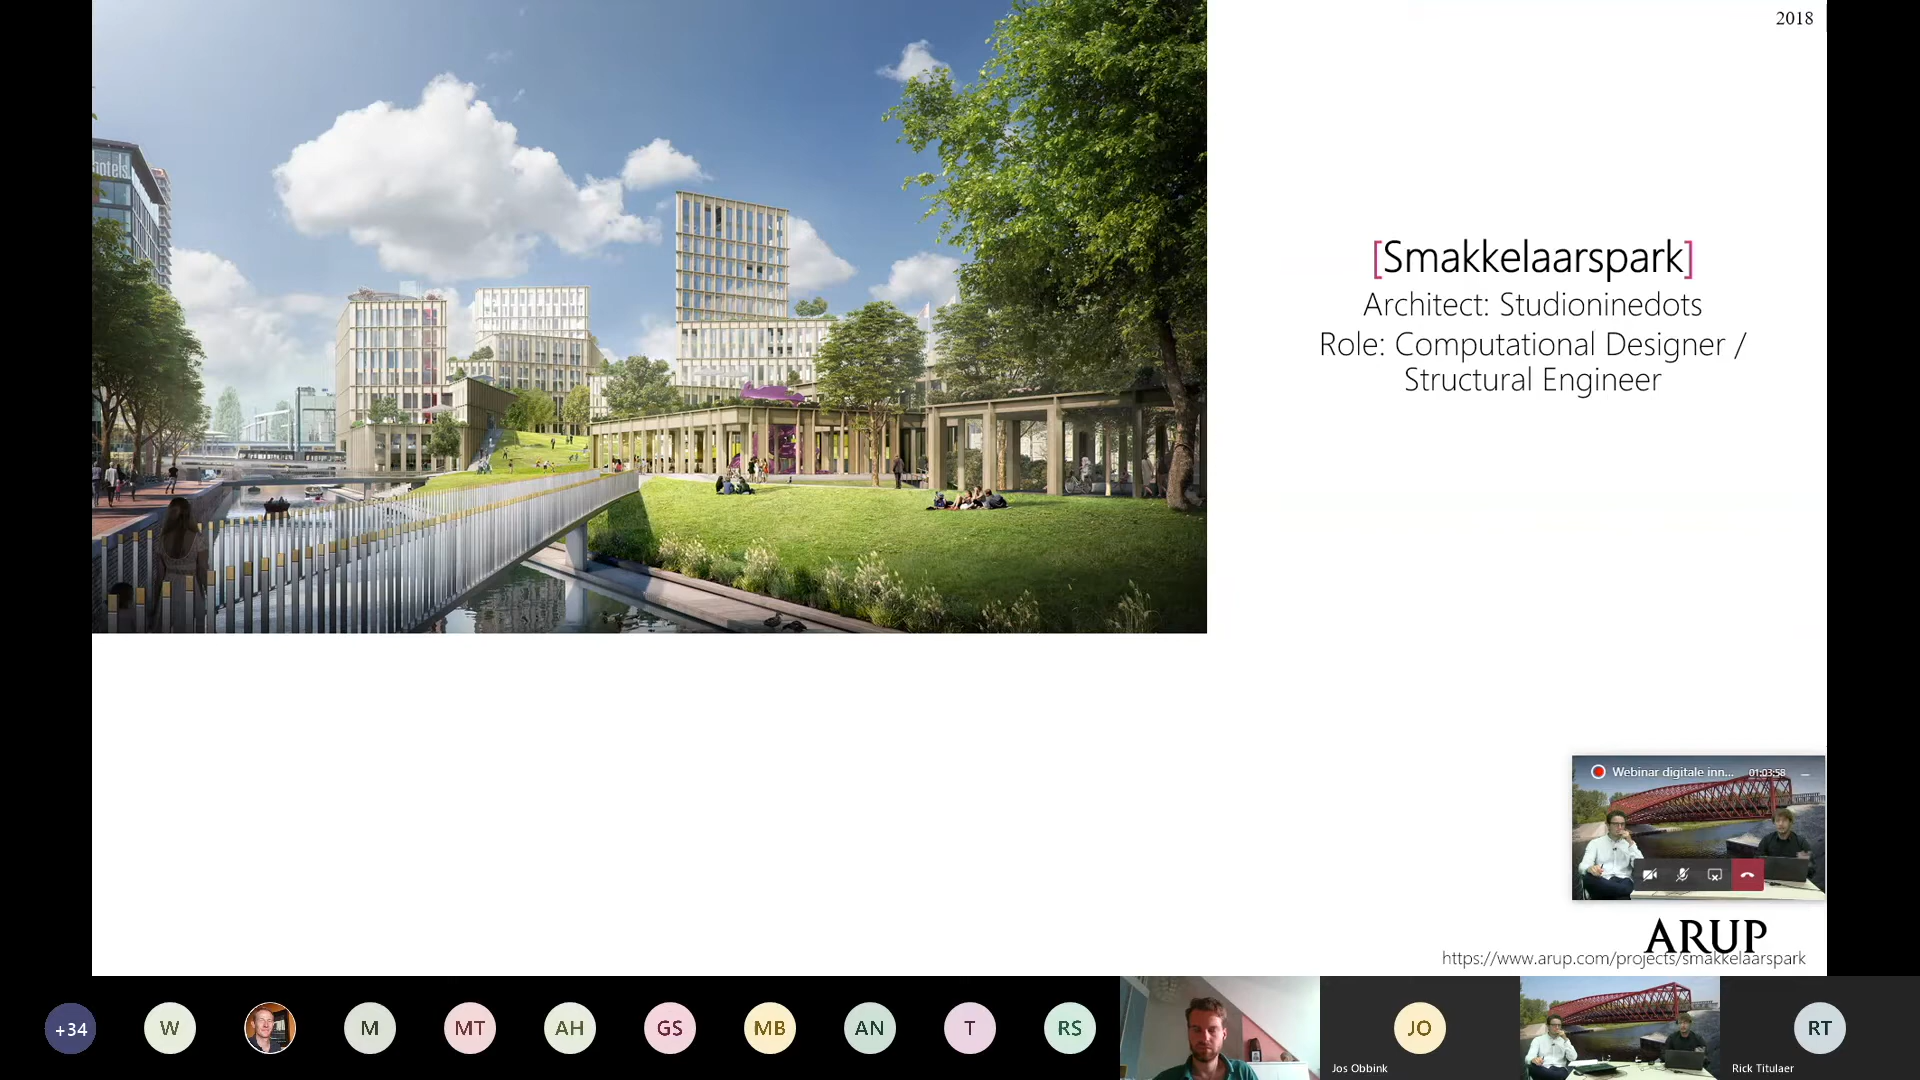 2018
hotels
[Smakkelaarspark]
Architect: Studioninedots
Role: Computational Designer /
Structural Engineer
Webinar digitale inn... 01:03:58
ARUP
https://www.arup.com/projects/smakkelaarspark
+34
W
M
MT
AH
GS
MB
AN
T
RS
JO
RT
Jos Obbink
Rick Titulaer